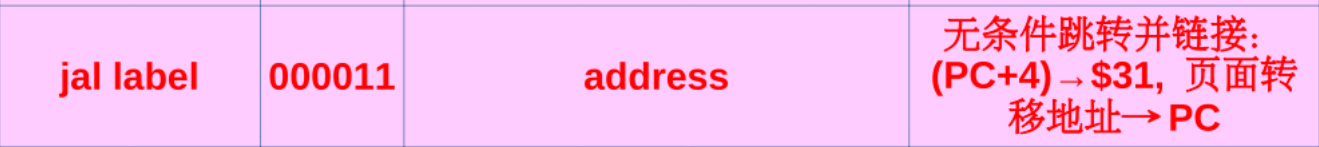 jal label
000011
address
无条件跳转并链接：
(PC+4)→$31，页面转
移地址→PC